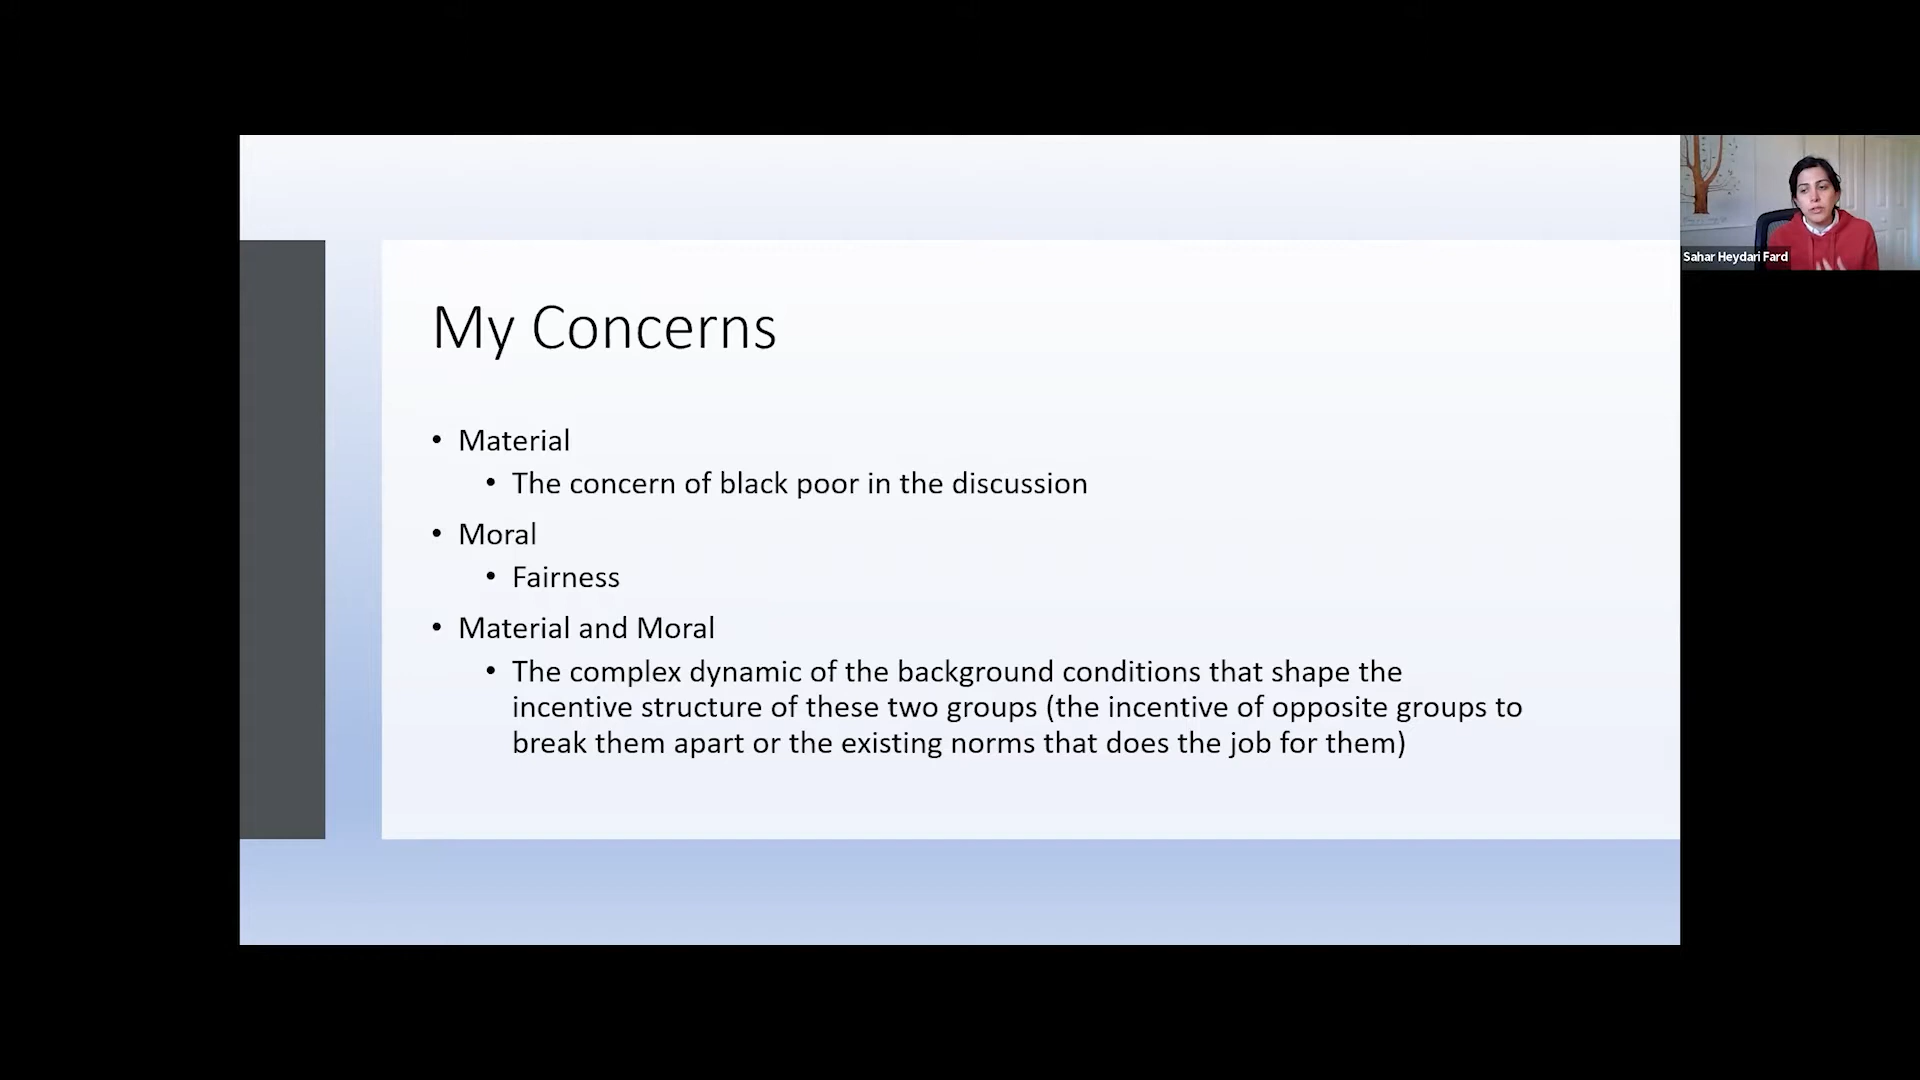 My Concerns
• Material
• The concern of black poor in the discussion
• Moral
• Fairness
• Material and Moral
• The complex dynamic of the background conditions that shape the
incentive structure of these two groups (the incentive of opposite groups to
break them apart or the existing norms that does the job for them)
Sahar Heydari Fard